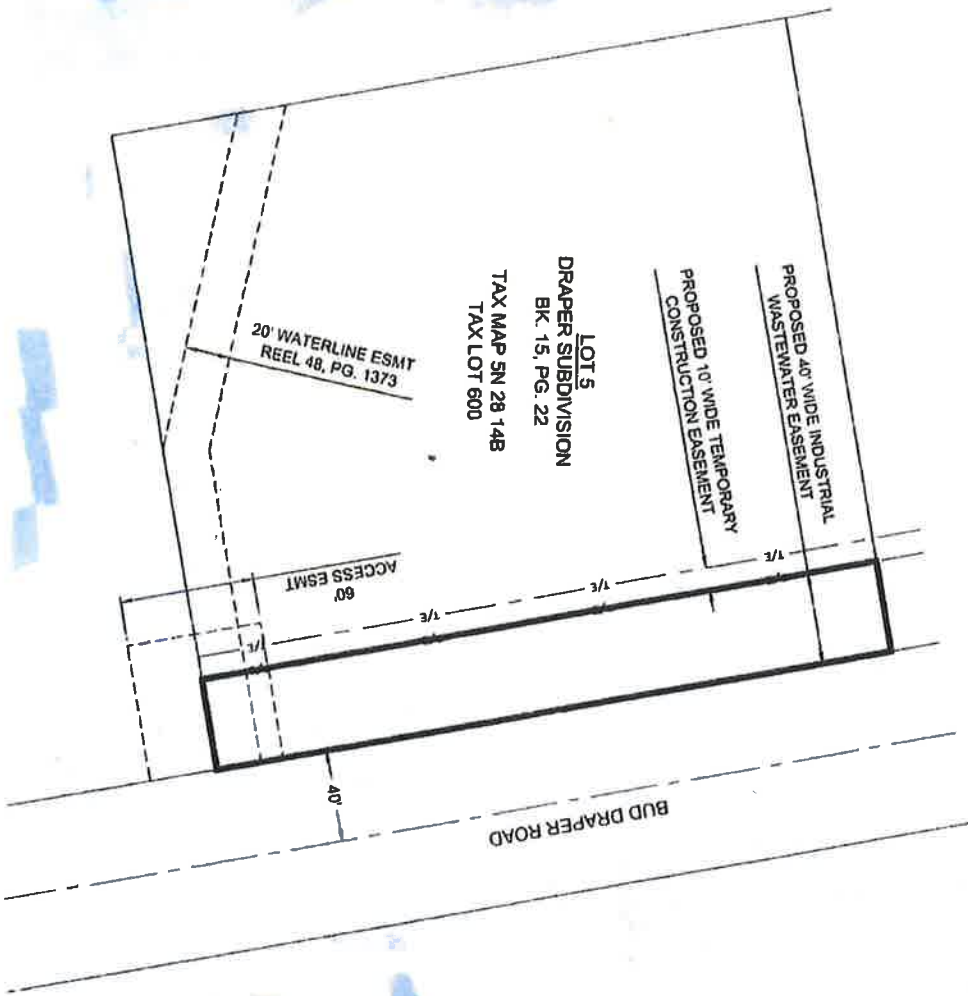 PROPOSED 40' WIDE INDUSTRIAL
WASTEWATER EASEMENT
PROPOSED 10' WIDE TEMPORARY
CONSTRUCTION EASEMENT
LOT 5
DRAPER SUBDIVISION
BK. 15, PG. 22
TAX MAP 5N 28 14B
TAX LOT 600
20' WATERLINE ESMT
REEL 48, PG. 1373
60'
ACCESS ESMT
T/E
T/E
T/E
T/E
T/E
40'
BUD DRAPER ROAD